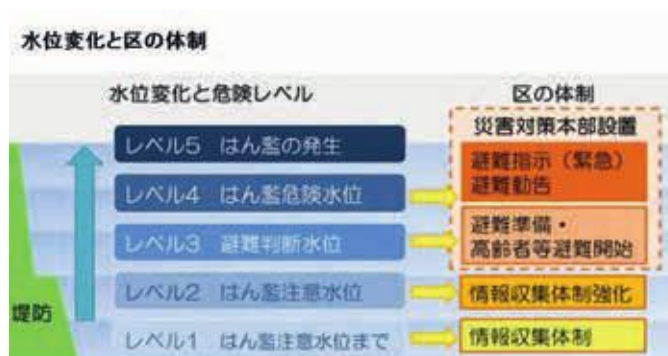 水位変化と区の体制
水位変化と危険レベル
区の体制
災害対策本部設置
レベル5 はん濫の発生
避難指示（緊急）
避難勧告
レベル4 はん濫危険水位
レベル3 避難判断水位
避難準備・
高齢者等避難開始
レベル2 はん濫注意水位
情報収集体制強化
堤防
レベル1 はん濫注意水位まで
情報収集体制